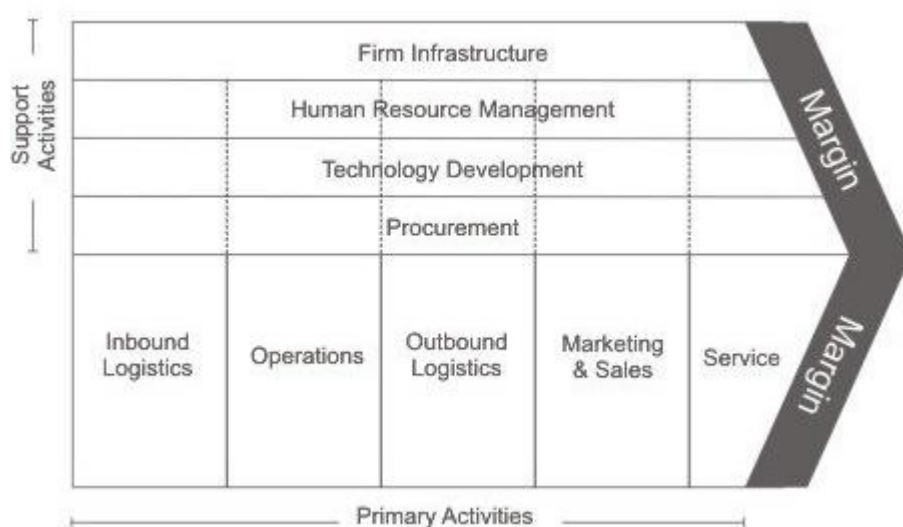 Support
Activities
Firm Infrastructure
Human Resource Management
Technology Development
Procurement
Margin
Inbound
Logistics
Operations
Outbound
Logistics
Marketing
& Sales
Service
Margin
Primary Activities